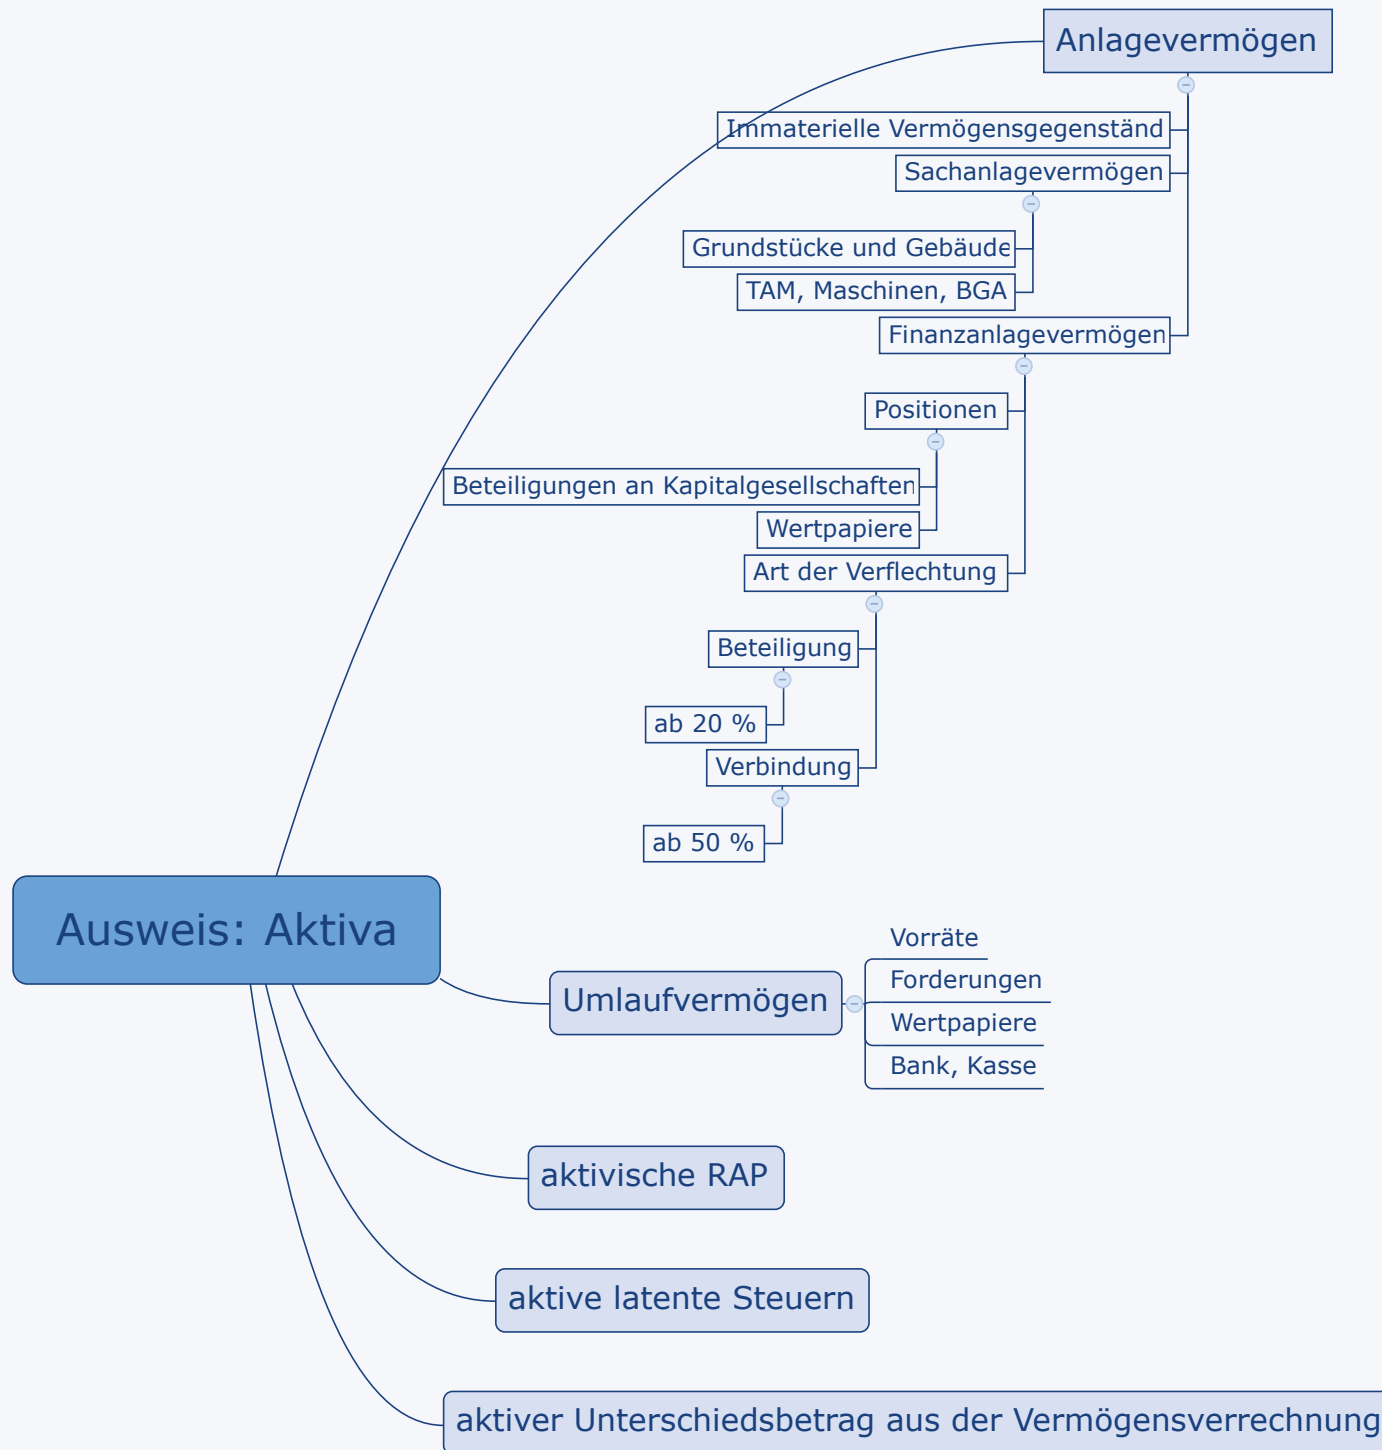 Anlagevermögen
Immaterielle Vermögensgegenständ
Sachanlagevermögen
Grundstücke und Gebäude
TAM, Maschinen, BGA
Finanzanlagevermögen
Positionen
Beteiligungen an Kapitalgesellschaften
Wertpapiere
Art der Verflechtung
Beteiligung
ab 20 %
Verbindung
ab 50 %
Ausweis: Aktiva
Umlaufvermögen
Vorräte
Forderungen
Wertpapiere
Bank, Kasse
aktivische RAP
aktive latente Steuern
aktiver Unterschiedsbetrag aus der Vermögensverrechnung